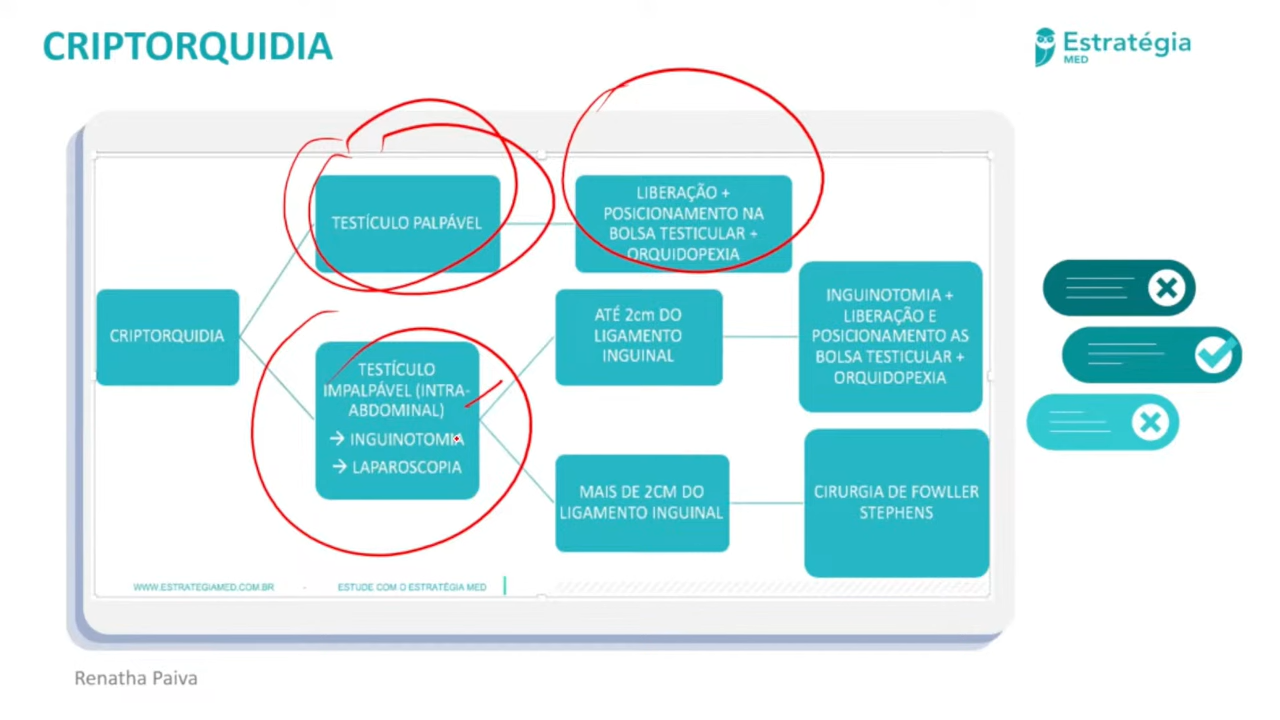 CRIPTORQUIDIA
Estratégia
MED
TESTÍCULO PALPÁVEL
LIBERAÇÃO +
POSICIONAMENTO NA
BOLSA TESTICULAR +
ORQUIDOPEXIA
CRIPTORQUIDIA
TESTÍCULO
IMPALPÁVEL (INTRA-
ABDOMINAL)
→ INGUINOTOMIA
→ LAPAROSCOPIA
ATÉ 2cm DO
LIGAMENTO
INGUINAL
INGUINOTOMIA +
LIBERAÇÃO E
POSICIONAMENTO AS
BOLSA TESTICULAR +
ORQUIDOPEXIA
MAIS DE 2CM DO
LIGAMENTO INGUINAL
CIRURGIA DE FOWLLER
STEPHENS
WWW.ESTRATEGIAMED.COM.BR - ESTUDE COM O ESTRATÉGIA MED
Renatha Paiva